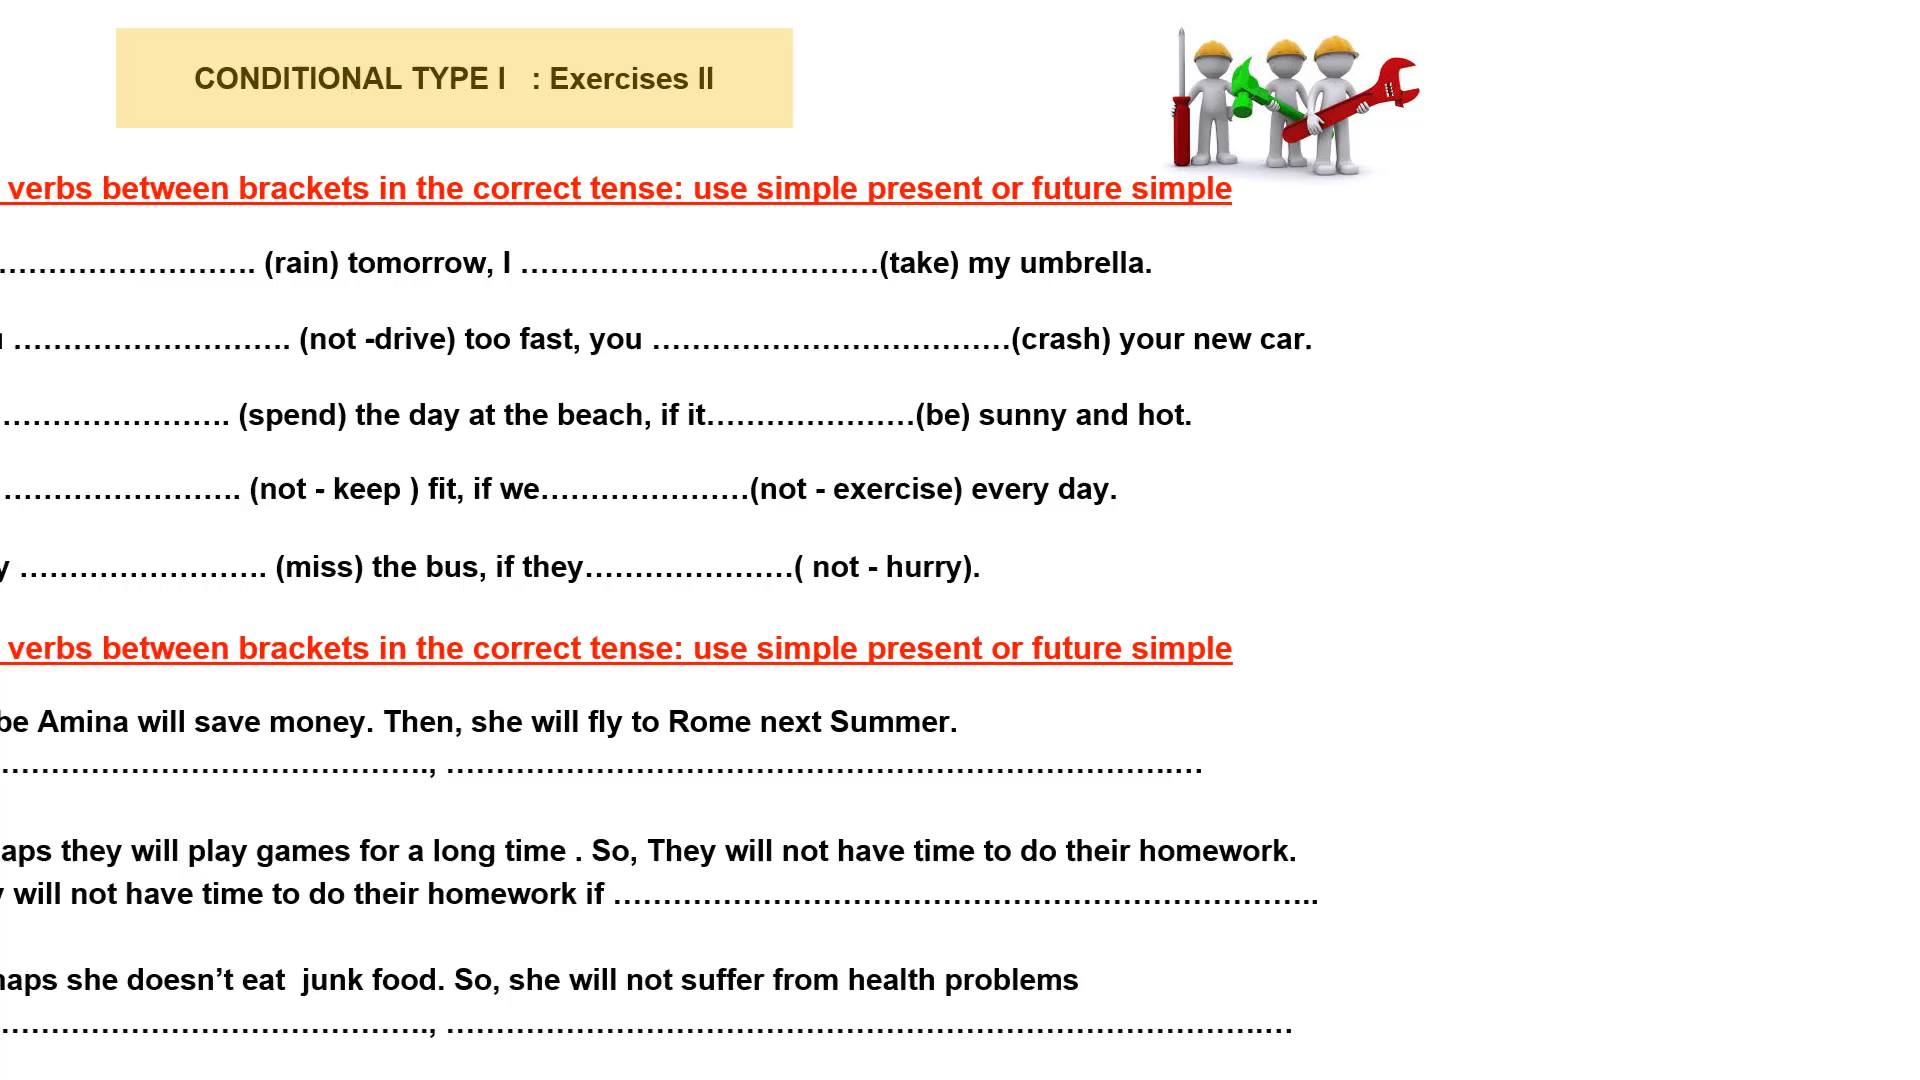 CONDITIONAL TYPE I : Exercises II
verbs between brackets in the correct tense: use simple present or future simple
………………………. (rain) tomorrow, I ………………………………(take) my umbrella.
………………………. (not -drive) too fast, you ………………………………(crash) your new car.
…………………. (spend) the day at the beach, if it…………………(be) sunny and hot.
…………………… (not - keep ) fit, if we…………………(not - exercise) every day.
……………………. (miss) the bus, if they…………………( not - hurry).
verbs between brackets in the correct tense: use simple present or future simple
be Amina will save money. Then, she will fly to Rome next Summer.
……………………………………., ……………………………………………………………….…
aps they will play games for a long time . So, They will not have time to do their homework.
will not have time to do their homework if ……………………………………………………………..
haps she doesn’t eat junk food. So, she will not suffer from health problems
……………………………………., ……………………………………………………………………….…